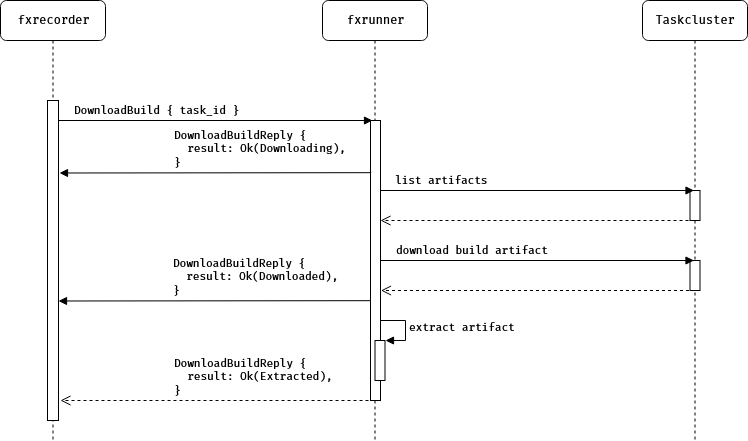 fxrecorder
fxrunner
Taskcluster
DownloadBuild { task_id }
DownloadBuildReply {
  result: Ok(Downloading),
}
list artifacts
download build artifact
DownloadBuildReply {
  result: Ok(Downloaded),
}
extract artifact
DownloadBuildReply {
  result: Ok(Extracted),
}